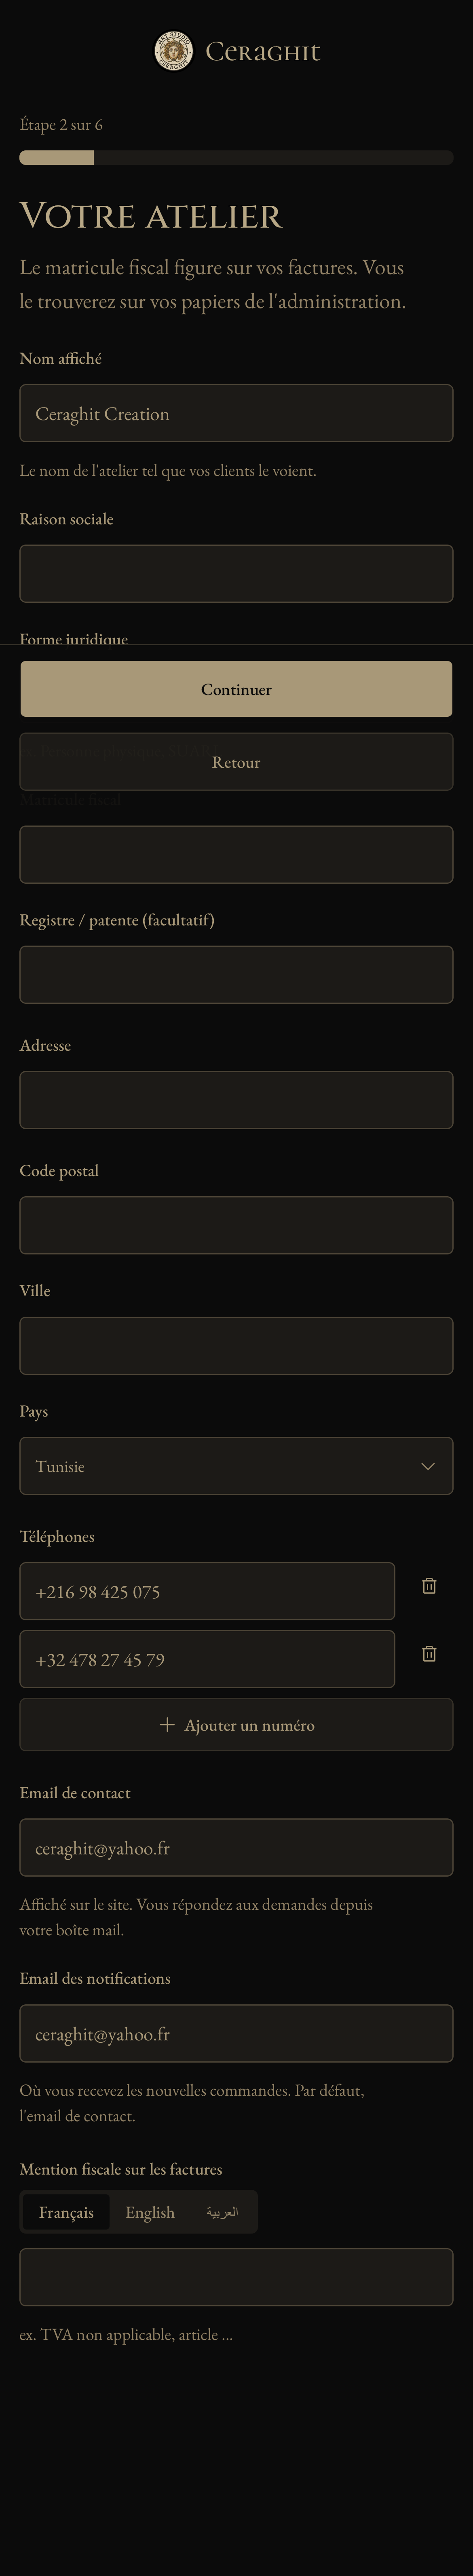 ART STUDIO
CERAGHIT
Ceraghit
Étape 2 sur 6
Votre atelier
Le matricule fiscal figure sur vos factures. Vous
le trouverez sur vos papiers de l'administration.
Nom affiché
Ceraghit Creation
Le nom de l'atelier tel que vos clients le voient.
Raison sociale
Forme juridique
Continuer
Retour
Matricule fiscal
Registre / patente (facultatif)
Adresse
Code postal
Ville
Pays
Tunisie
Téléphones
+216 98 425 075
+32 478 27 45 79
Ajouter un numéro
Email de contact
ceraghit@yahoo.fr
Affiché sur le site. Vous répondez aux demandes depuis
votre boîte mail.
Email des notifications
ceraghit@yahoo.fr
Où vous recevez les nouvelles commandes. Par défaut,
l'email de contact.
Mention fiscale sur les factures
Français English العربية
ex. TVA non applicable, article ...